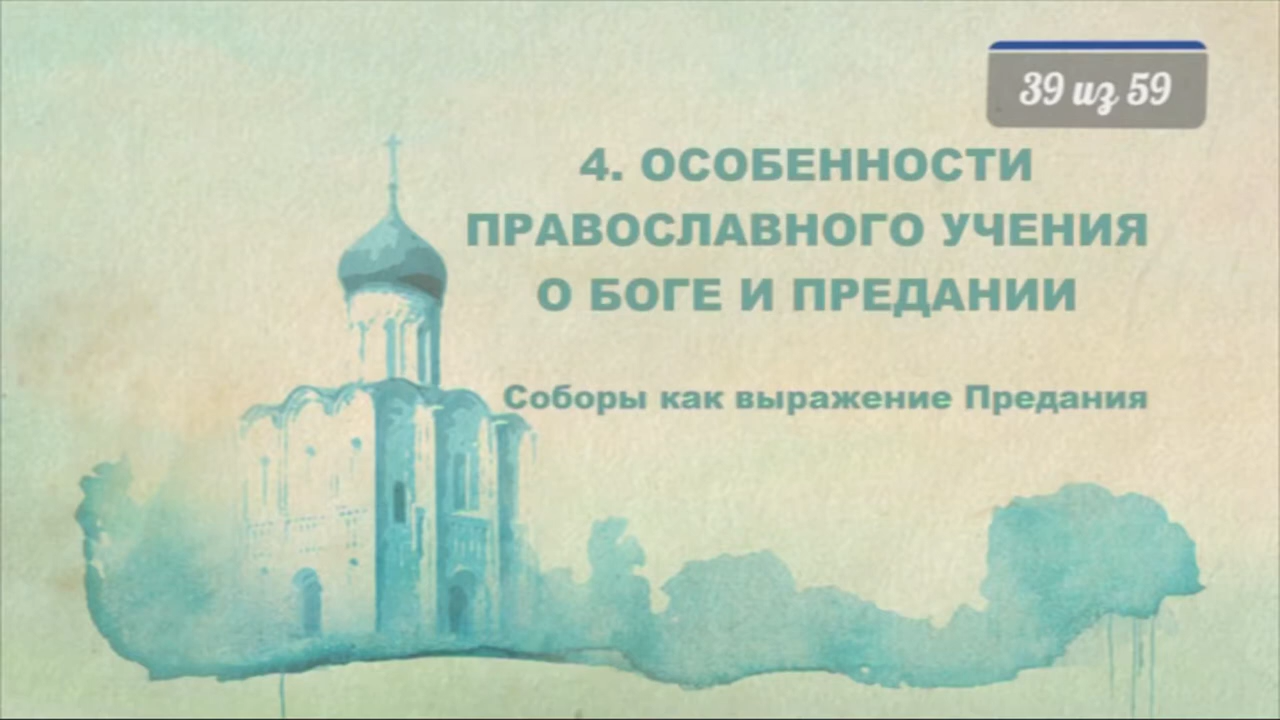 39 из 59
4. ОСОБЕННОСТИ
ПРАВОСЛАВНОГО УЧЕНИЯ
О БОГЕ И ПРЕДАНИИ
Соборы как выражение Предания